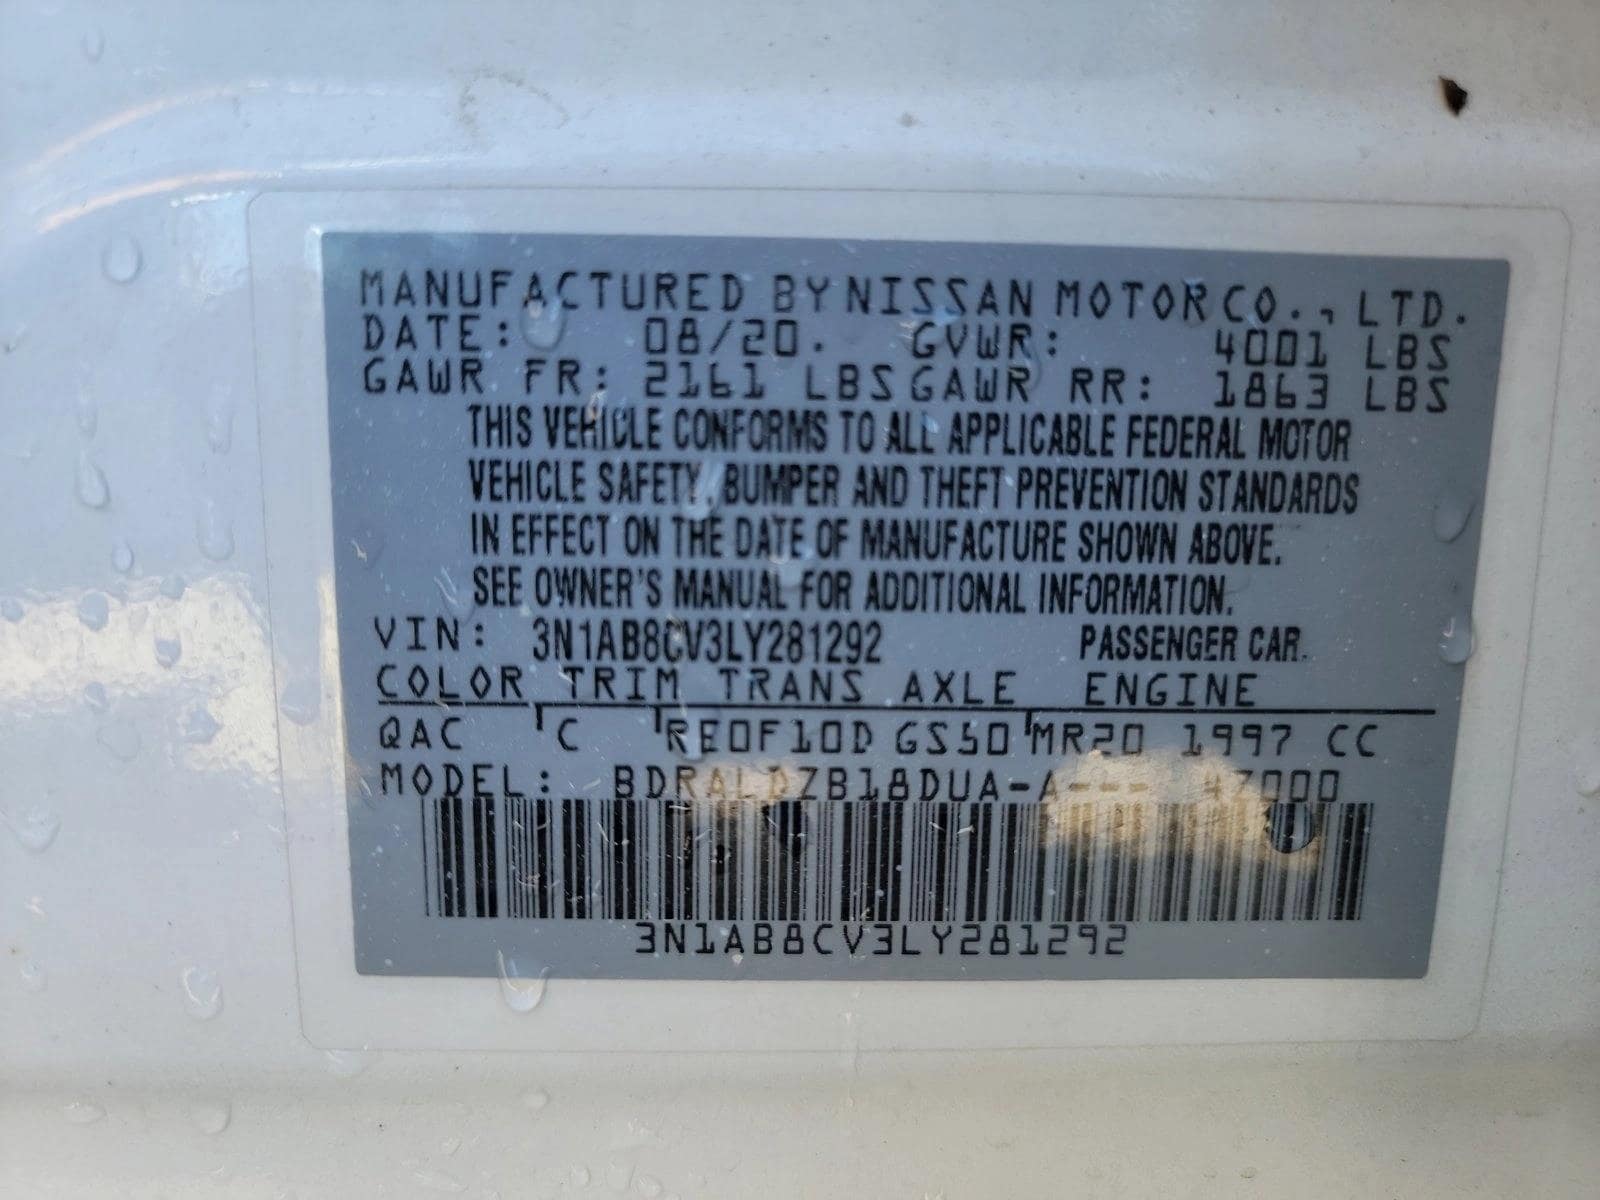 MANUFACTURED BY NISSAN MOTOR CO., LTD.
DATE: 08/20. GVWR: 4001 LBS
GAWR FR: 2161 LBS GAWR RR: 1863 LBS
THIS VEHICLE CONFORMS TO ALL APPLICABLE FEDERAL MOTOR
VEHICLE SAFETY, BUMPER AND THEFT PREVENTION STANDARDS
IN EFFECT ON THE DATE OF MANUFACTURE SHOWN ABOVE.
SEE OWNER'S MANUAL FOR ADDITIONAL INFORMATION.
VIN: 3N1AB8CV3LY281292 PASSENGER CAR.
COLOR TRIM TRANS AXLE ENGINE
QAC C RE0F10D GS50 MR20 1997 CC
MODEL: BDRALDZB18DUA-A--- 47000
3N1AB8CV3LY281292